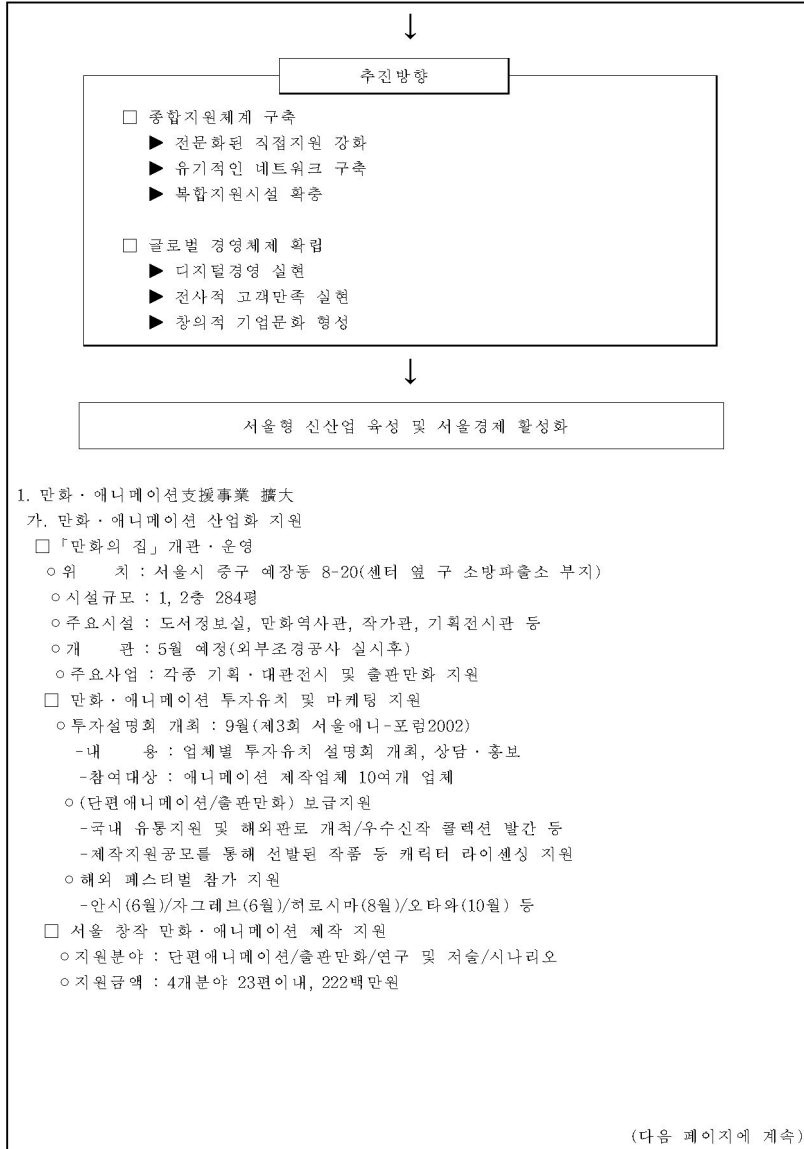 ↓
추진방향
□ 종합지원체계 구축
▶ 전문화된 직접지원 강화
▶ 유기적인 네트워크 구축
▶ 복합지원시설 확충
□ 글로벌 경영체제 확립
▶ 디지털경영 실현
▶ 전사적 고객만족 실현
▶ 창의적 기업문화 형성
↓
서울형 신산업 육성 및 서울경제 활성화
1. 만화·애니메이션支援事業 擴大
가. 만화·애니메이션 산업화 지원
□「만화의 집」개관·운영
○위 치 : 서울시 중구 예장동 8-20(센터 옆 구 소방파출소 부지)
○시설규모 : 1, 2층 284평
○주요시설 : 도서정보실, 만화역사관, 작가관, 기획전시관 등
○개 관 : 5월 예정(외부조경공사 실시후)
○주요사업 : 각종 기획·대관전시 및 출판만화 지원
□ 만화·애니메이션 투자유치 및 마케팅 지원
○투자설명회 개최 : 9월(제3회 서울애니-포럼2002)
-내 용 : 업체별 투자유치 설명회 개최, 상담·홍보
-참여대상 : 애니메이션 제작업체 10여개 업체
○(단편애니메이션/출판만화) 보급지원
-국내 유통지원 및 해외판로 개척/우수신작 콜렉션 발간 등
-제작지원공모를 통해 선발된 작품 등 캐릭터 라이센싱 지원
○해외 페스티벌 참가 지원
-안시(6월)/자그레브(6월)/히로시마(8월)/오타와(10월) 등
□ 서울 창작 만화·애니메이션 제작 지원
○지원분야 : 단편애니메이션/출판만화/연구 및 저술/시나리오
○지원금액 : 4개분야 23편이내, 222백만원
(다음 페이지에 계속)